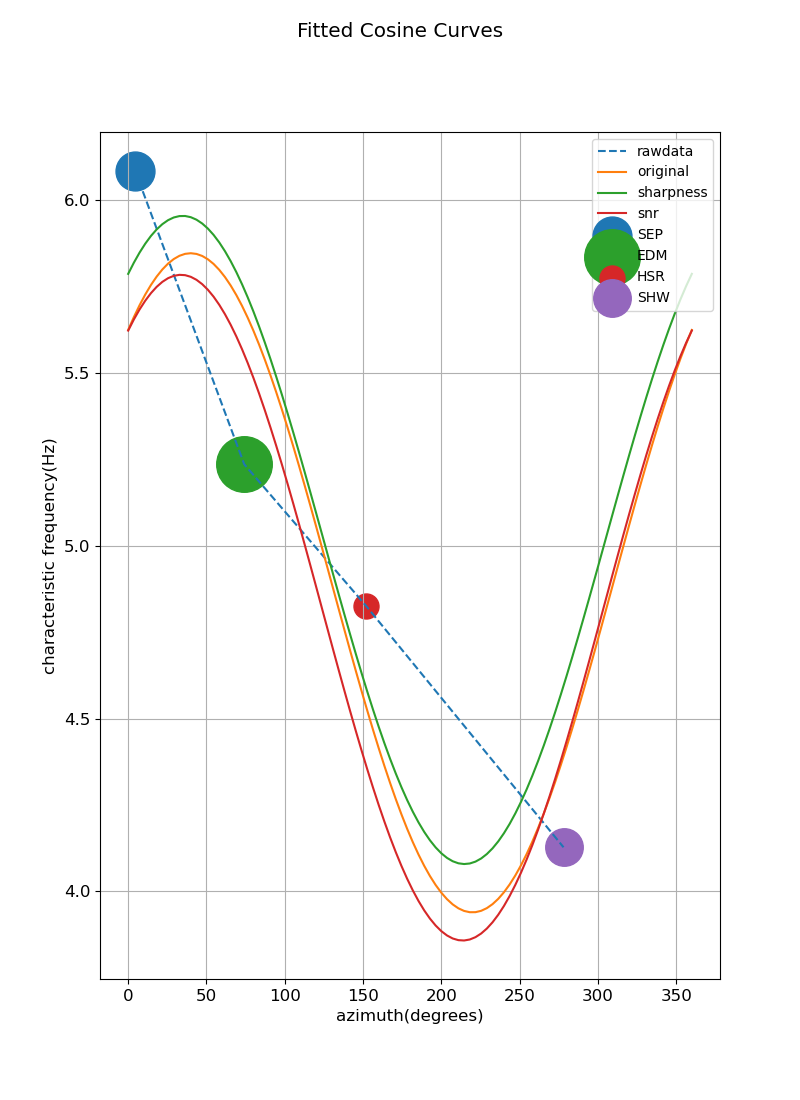 Fitted Cosine Curves
rawdata
original
sharpness
snr
SEP
EDM
HSR
SHW
characteristic frequency(Hz)
6.0
5.5
5.0
4.5
4.0
0 50 100 150 200 250 300 350
azimuth(degrees)